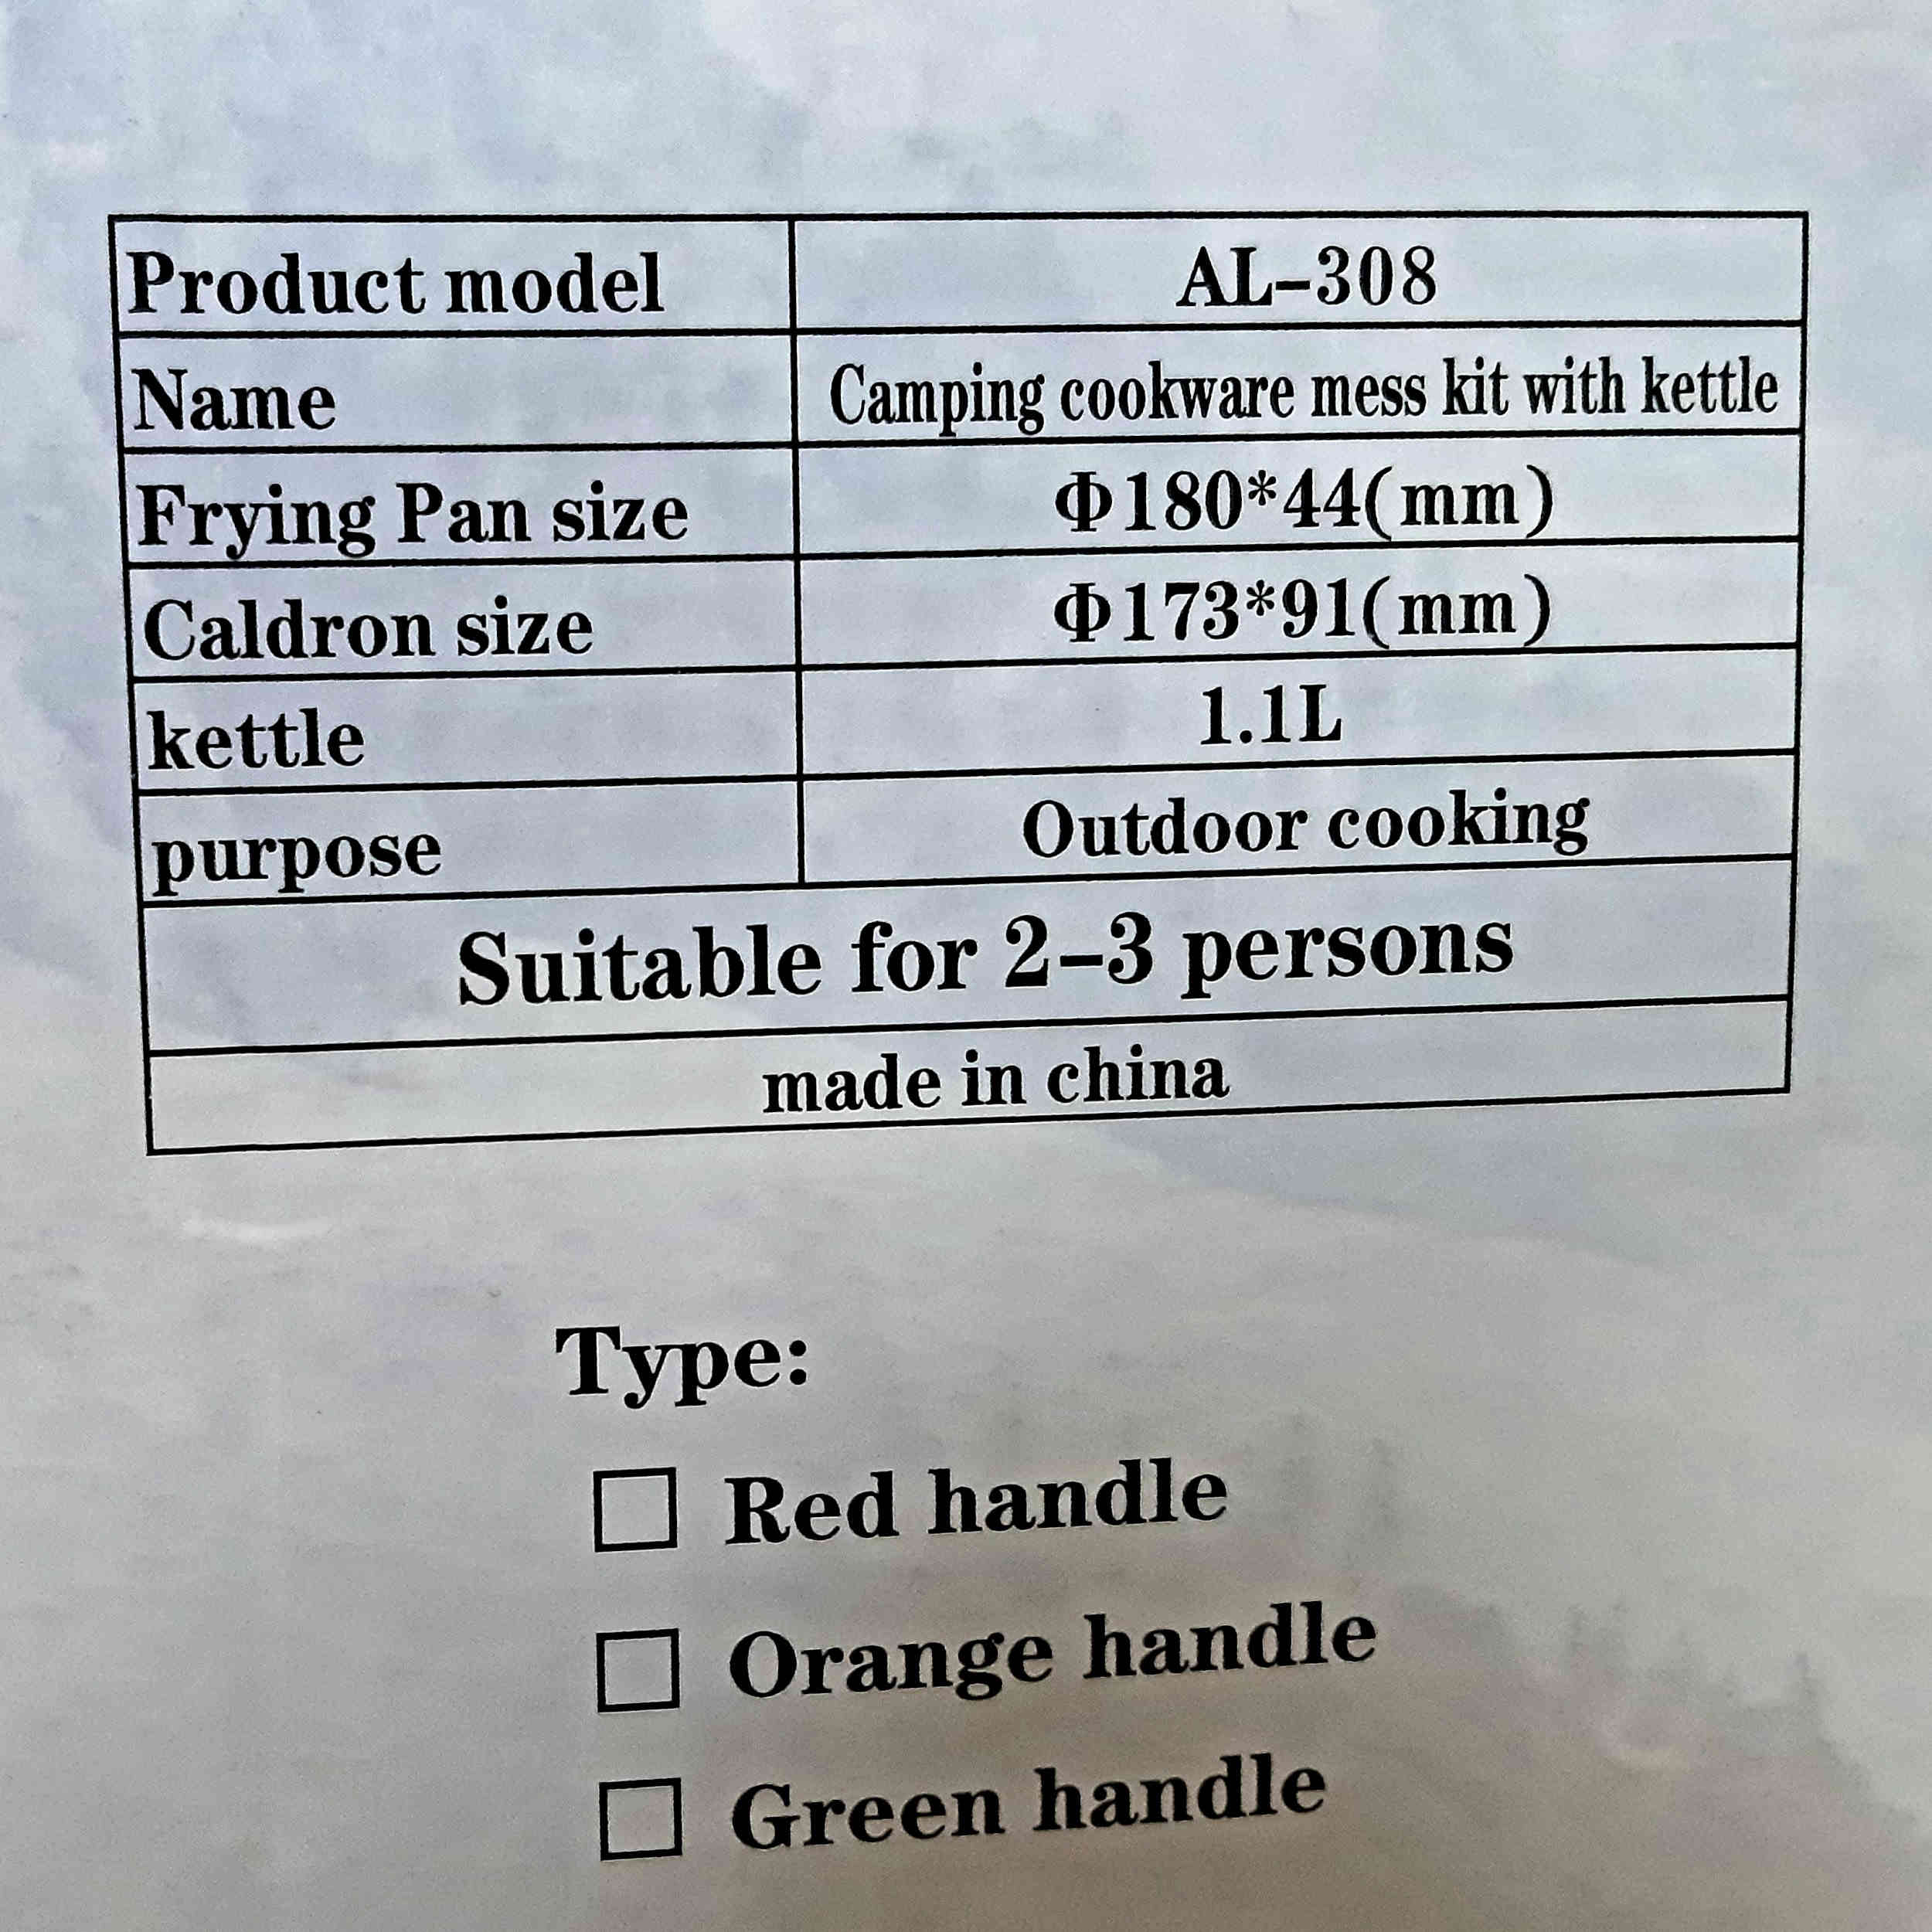 Product model AL-308
Name Camping cookware mess kit with kettle
Frying Pan size Φ180*44(mm)
Caldron size Φ173*91(mm)
kettle 1.1L
purpose Outdoor cooking
Suitable for 2-3 persons
made in china
Type:
Red handle
Orange handle
Green handle